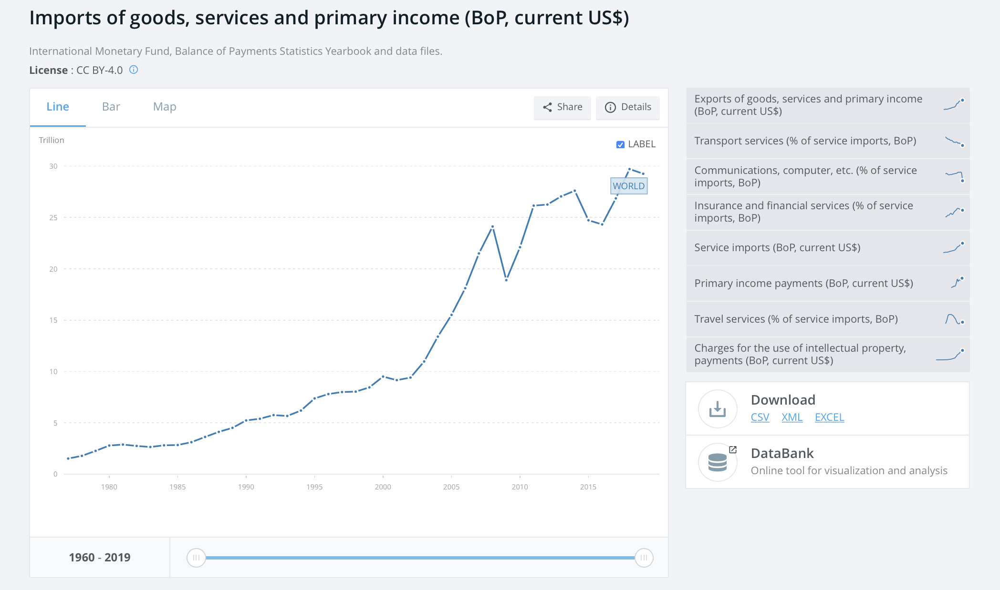 Imports of goods, services and primary income (BoP, current US$)
International Monetary Fund, Balance of Payments Statistics Yearbook and data files.
License : CC BY-4.0
Line
Bar
Map
Share
Details
Trillion
LABEL
30
25
20
15
10
5
0
WORLD
1980
1985
1990
1995
2000
2005
2010
2015
1960 - 2019
Exports of goods, services and primary income
(BoP, current US$)
Transport services (% of service imports, BoP)
Communications, computer, etc. (% of service
imports, BoP)
Insurance and financial services (% of service
imports, BoP)
Service imports (BoP, current US$)
Primary income payments (BoP, current US$)
Travel services (% of service imports, BoP)
Charges for the use of intellectual property,
payments (BoP, current US$)
Download
CSV XML EXCEL
DataBank
Online tool for visualization and analysis